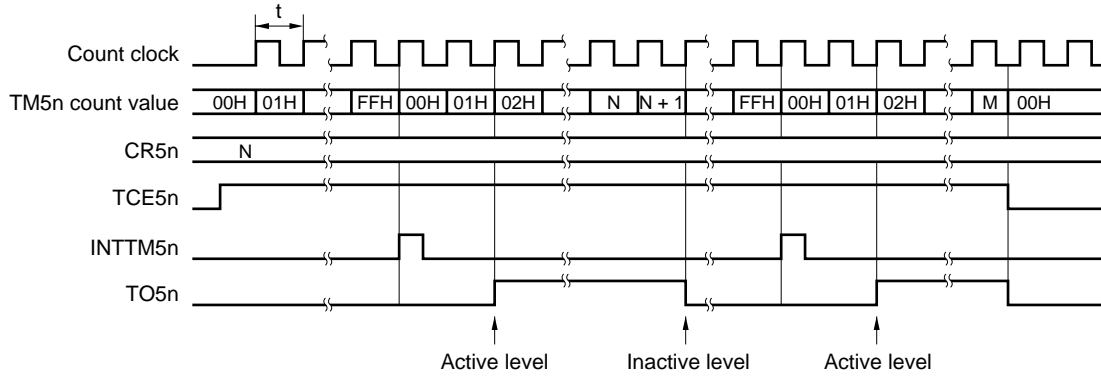 t
Count clock
TM5n count value 00H 01H FFH 00H 01H 02H N N + 1 FFH 00H 01H 02H M 00H
CR5n N
TCE5n
INTTM5n
TO5n
Active level Inactive level Active level